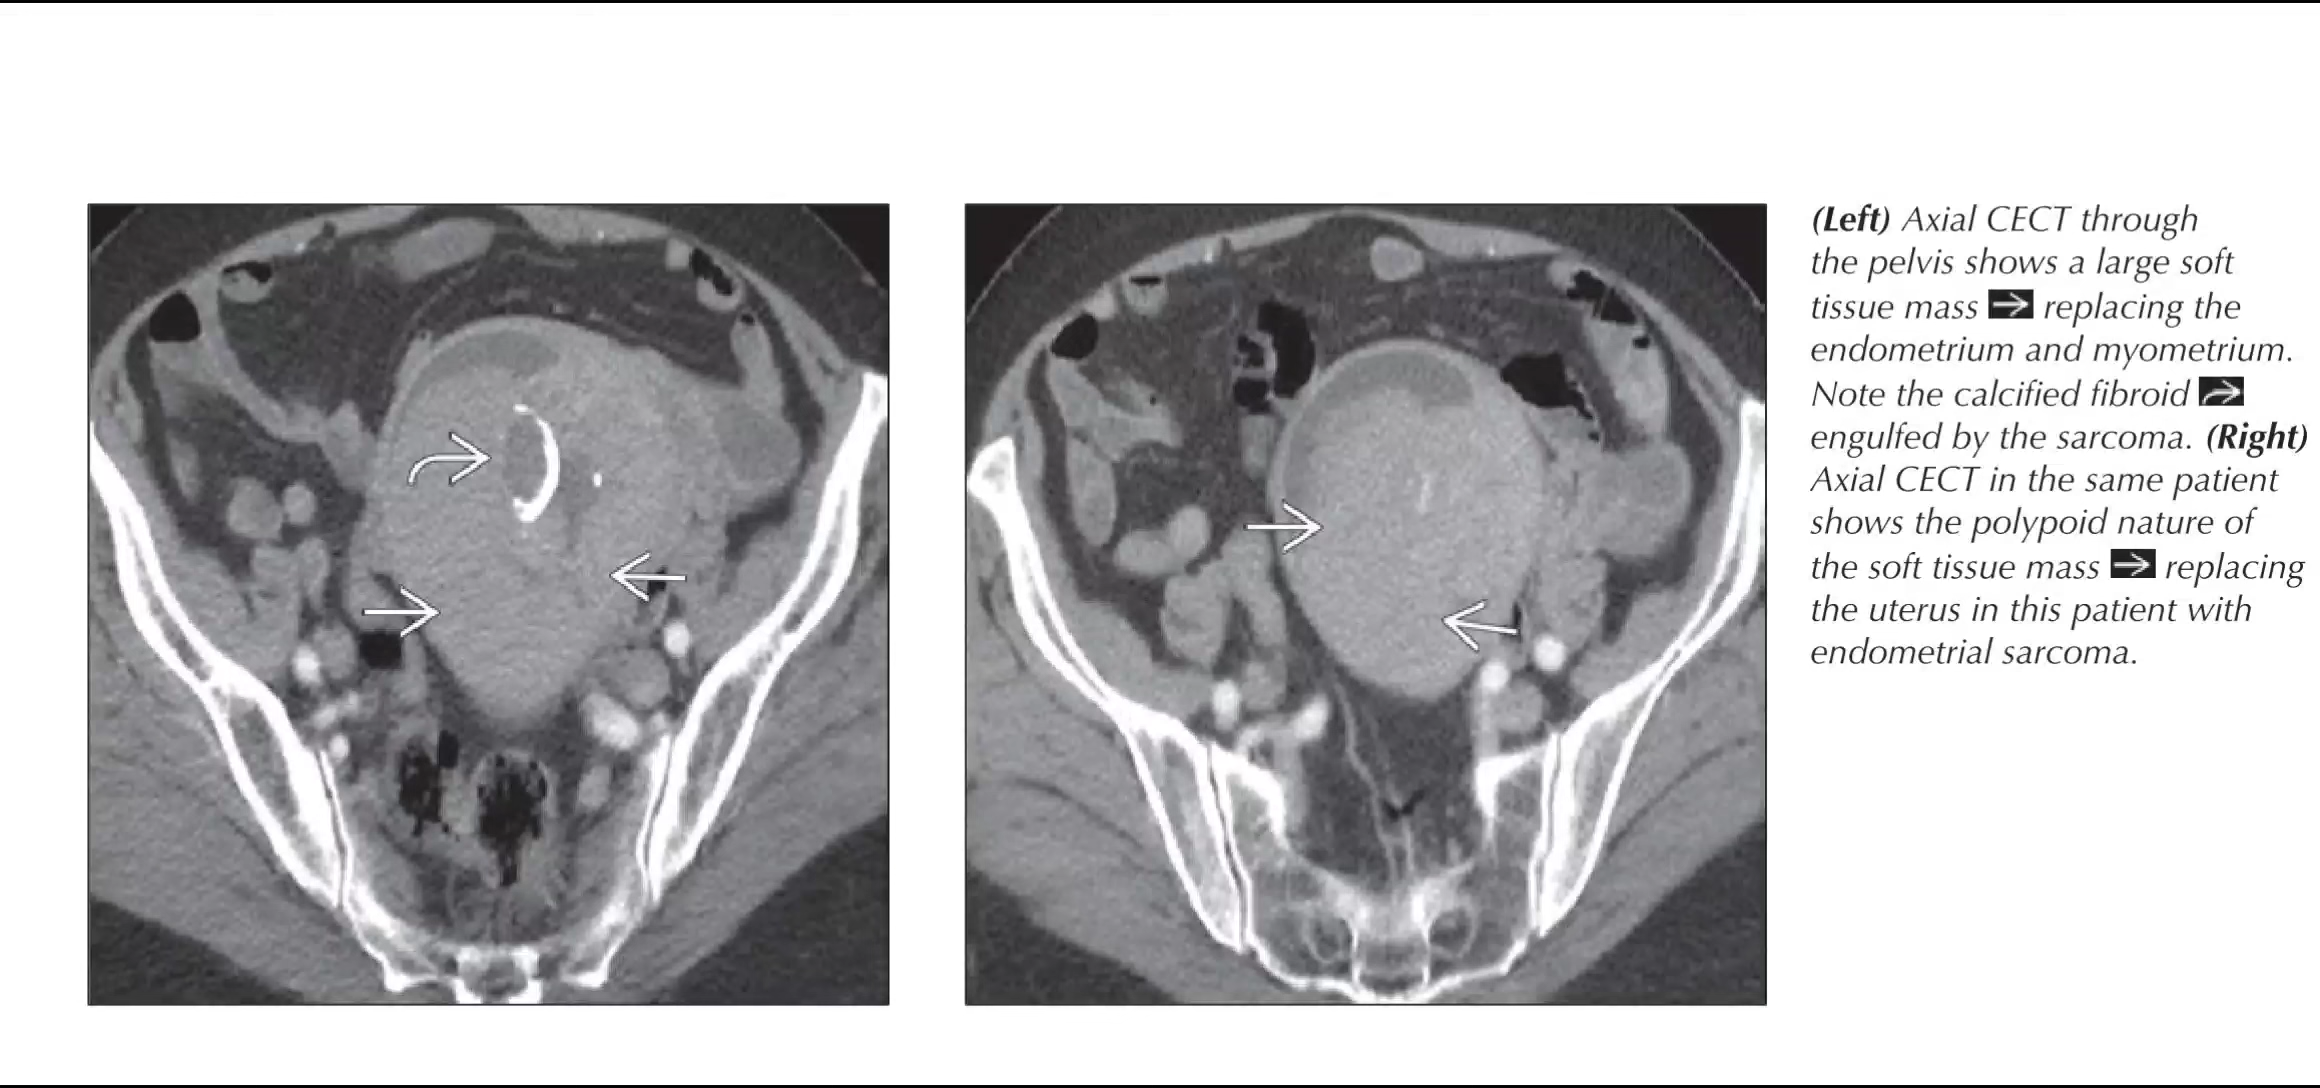 (Left) Axial CECT through
the pelvis shows a large soft
tissue mass replacing the
endometrium and myometrium.
Note the calcified fibroid
engulfed by the sarcoma. (Right)
Axial CECT in the same patient
shows the polypoid nature of
the soft tissue mass replacing
the uterus in this patient with
endometrial sarcoma.